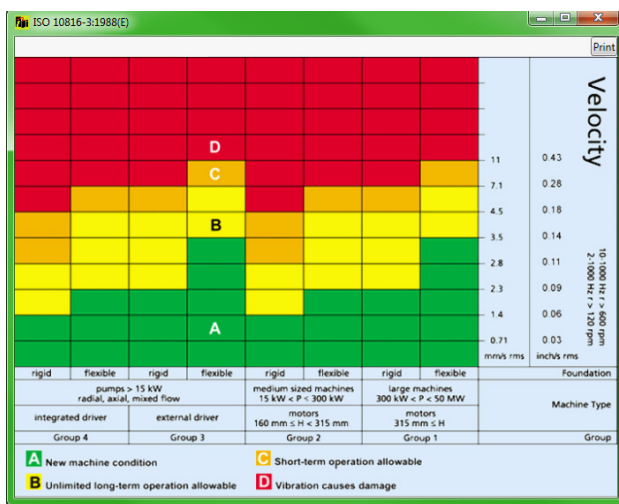 ISO 10816-3:1988(E)
Print
D
C
B
A
Velocity
10-1000 Hz r > 600 rpm
2-1000 Hz r > 120 rpm
11 0.43
7.1 0.28
4.5 0.18
3.5 0.14
2.8 0.11
2.3 0.09
1.4 0.06
0.71 0.03
mm/s rms inch/s rms
rigid flexible rigid flexible rigid flexible rigid flexible Foundation
pumps > 15 kW
radial, axial, mixed flow
medium sized machines
15 kW < P ≤ 300 kW
large machines
300 kW < P < 50 MW
Machine Type
integrated driver external driver
motors
160 mm ≤ H < 315 mm
motors
315 mm ≤ H
Group 4 Group 3 Group 2 Group 1 Group
A New machine condition
C Short-term operation allowable
B Unlimited long-term operation allowable
D Vibration causes damage